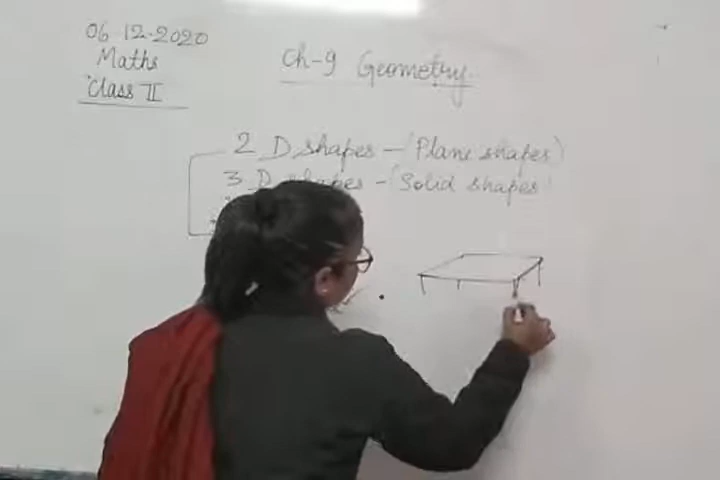 06-12-2020
Maths
Class II
Ch-9 Geometry.
2 D shapes - (Plane shapes)
3 D shapes - (Solid shapes)